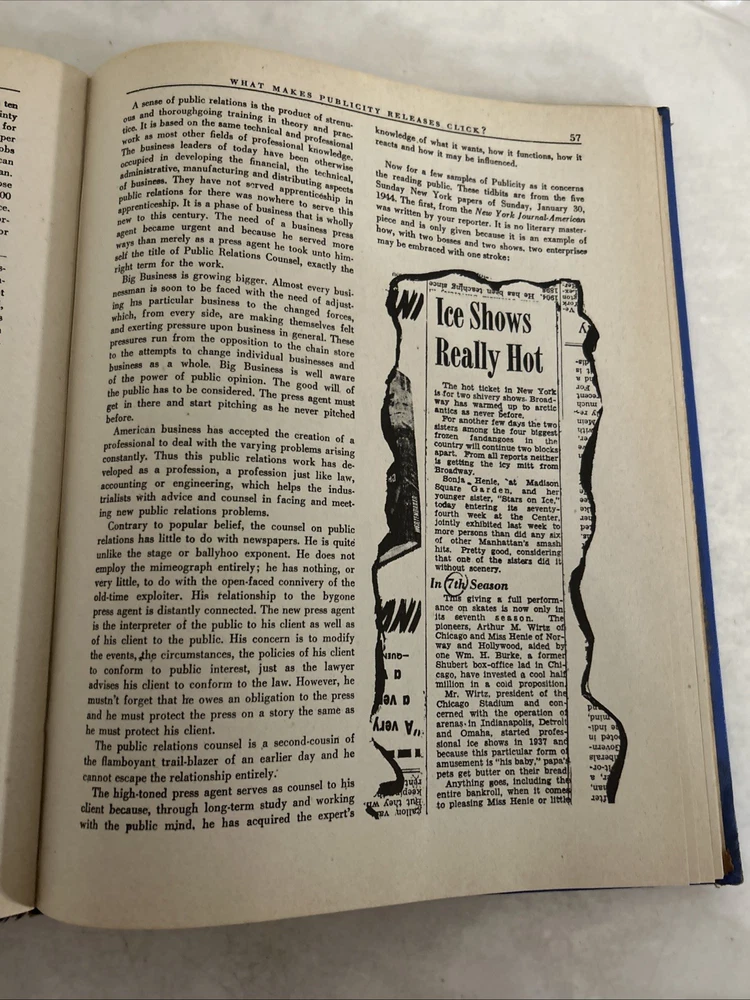 ten
for
per
obs
can
an.
ose
00
ce.
or
WHAT MAKES PUBLICITY RELEASES CLICK?
57
A sense of public relations is the product of strenu-
ous and thoroughgoing training in theory and prac-
tice. It is based on the same technical and professional
work as most other fields of professional knowledge.
The business leaders of today have been otherwise
occupied in developing the financial, the technical,
administrative, manufacturing and distributing aspects
of business. They have not served apprenticeship in
public relations for there was nowhere to serve this
apprenticeship. It is a phase of business that is wholly
new to this century. The need of a business press
agent became urgent and because he served more
ways than merely as a press agent he took unto him-
self the title of Public Relations Counsel, exactly the
right term for the work.
Big Business is growing bigger. Almost every busi-
nessman is soon to be faced with the need of adjust-
ing his particular business to the changed forces,
which, from every side, are making themselves felt
and exerting pressure upon business in general. These
pressures run from the opposition to the chain store
to the attempts to change individual businesses and
business as a whole. Big Business is well aware
of the power of public opinion. The good will of
the public has to be considered. The press agent must
get in there and start pitching as he never pitched
before.
American business has accepted the creation of a
professional to deal with the varying problems arising
constantly. Thus this public relations work has de-
veloped as a profession, a profession just like law,
accounting or engineering, which helps the indus-
trialists with advice and counsel in facing and meet-
ing new public relations problems.
Contrary to popular belief, the counsel on public
relations has little to do with newspapers. He is quite
unlike the stage or ballyhoo exponent. He does not
employ the mimeograph entirely; he has nothing, or
very little, to do with the open-faced connivery of the
old-time exploiter. His relationship to the bygone
press agent is distantly connected. The new press agent
is the interpreter of the public to his client as well as
of his client to the public. His concern is to modify
the events, the circumstances, the policies of his client
to conform to public interest, just as the lawyer
advises his client to conform to the law. However, he
mustn't forget that he owes an obligation to the press
and he must protect the press on a story the same as
he must protect his client.
The public relations counsel is a second-cousin of
the flamboyant trail-blazer of an earlier day and he
cannot escape the relationship entirely.
The high-toned press agent serves as counsel to his
client because, through long-term study and working
with the public mind, he has acquired the expert's
knowledge of what it wants, how it functions, how it
reacts and how it may be influenced.
Now for a few samples of Publicity as it concerns
the reading public. These tidbits are from the five
Sunday New York papers of Sunday, January 30,
1944. The first, from the New York Journal-American
was written by your reporter. It is no literary master-
piece and is only given because it is an example of
how, with two bosses and two shows, two enterprises
may be embraced with one stroke:
Ice Shows
Really Hot
The hot ticket in New York
is for two shivery shows. Broad-
way has warmed up to arctic
antics as never before.
For another few days the two
sisters among the four biggest
frozen fandangoes in the
country will continue two blocks
apart. From all reports neither
is getting the icy mitt from
Broadway.
Sonja Henie, at Madison
Square Garden, and her
younger sister, "Stars on Ice,"
today entering its seventy-
fourth week at the Center,
jointly exhibited last week to
more persons than did any six
of other Manhattan's smash
hits. Pretty good, considering
that one of the sisters did it
without scenery.
In 7th Season
This giving a full perform-
ance on skates is now only in
its seventh season. The
pioneers, Arthur M. Wirtz of
Chicago and Miss Henie of Nor-
way and Hollywood, aided by
one Wm. H. Burke, a former
Shubert box-office lad in Chi-
cago, have invested a cool half
million in a cold proposition.
Mr. Wirtz, president of the
Chicago Stadium and con-
cerned with the operation of
arenas in Indianapolis, Detroit
and Omaha, started profes-
sional ice shows in 1937 and
because this particular form of
amusement is "his baby," papa's
pets get butter on their bread.
Anything goes, including the
entire bankroll, when it comes
to pleasing Miss Henie or little